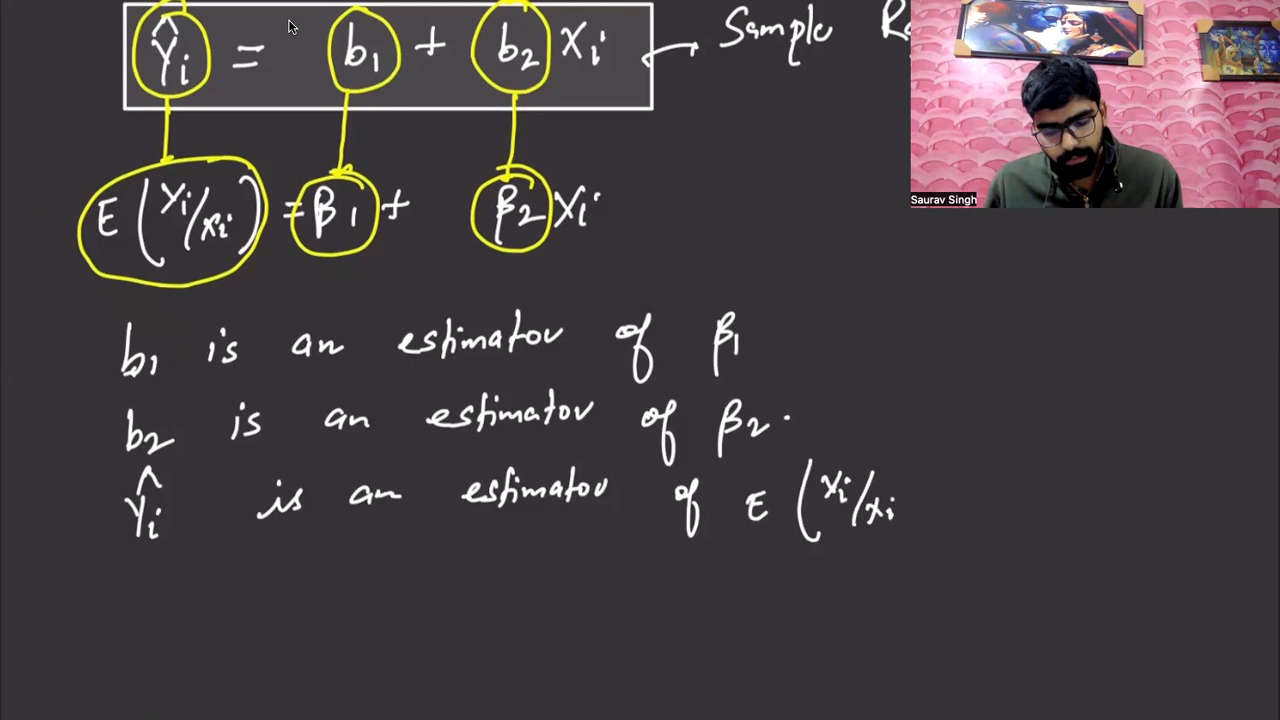 Ŷi = b1 + b2 Xi → Sample
E(Yi/Xi) = β1 + β2 Xi
Saurav Singh
b1 is an estimator of β1
b2 is an estimator of β2.
Ŷi is an estimator of E(Yi/Xi